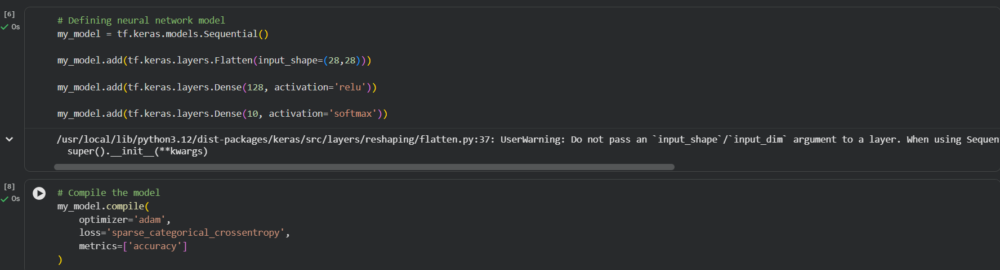 [6]
0s
# Defining neural network model
my_model = tf.keras.models.Sequential()
my_model.add(tf.keras.layers.Flatten(input_shape=(28,28)))
my_model.add(tf.keras.layers.Dense(128, activation='relu'))
my_model.add(tf.keras.layers.Dense(10, activation='softmax'))
/usr/local/lib/python3.12/dist-packages/keras/src/layers/reshaping/flatten.py:37: UserWarning: Do not pass an `input_shape`/`input_dim` argument to a layer. When using Sequen
  super().__init__(**kwargs)
[8]
0s
# Compile the model
my_model.compile(
    optimizer='adam',
    loss='sparse_categorical_crossentropy',
    metrics=['accuracy']
)